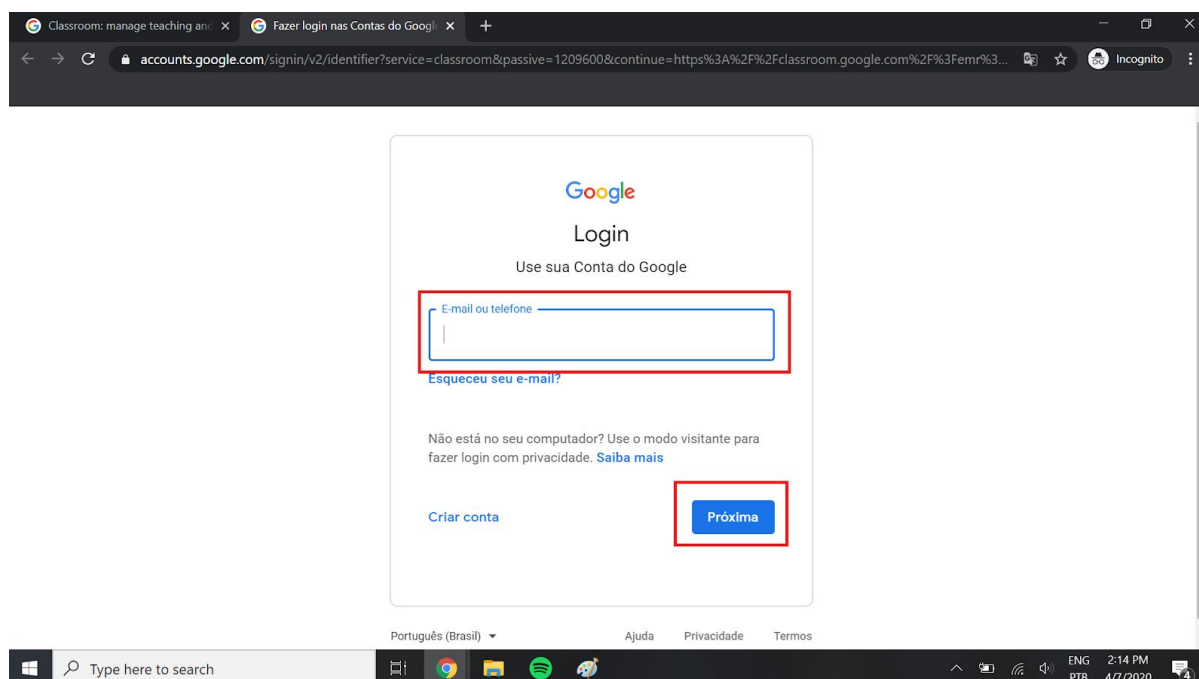 Classroom: manage teaching and
Fazer login nas Contas do Googl
accounts.google.com/signin/v2/identifier?service=classroom&passive=1209600&continue=https%3A%2F%2Fclassroom.google.com%2F%3Femr%3...
Incognito
Google
Login
Use sua Conta do Google
E-mail ou telefone
Esqueceu seu e-mail?
Não está no seu computador? Use o modo visitante para
fazer login com privacidade. Saiba mais
Criar conta
Próxima
Português (Brasil)
Ajuda
Privacidade
Termos
Type here to search
ENG
PTB
2:14 PM
4/7/2020
4